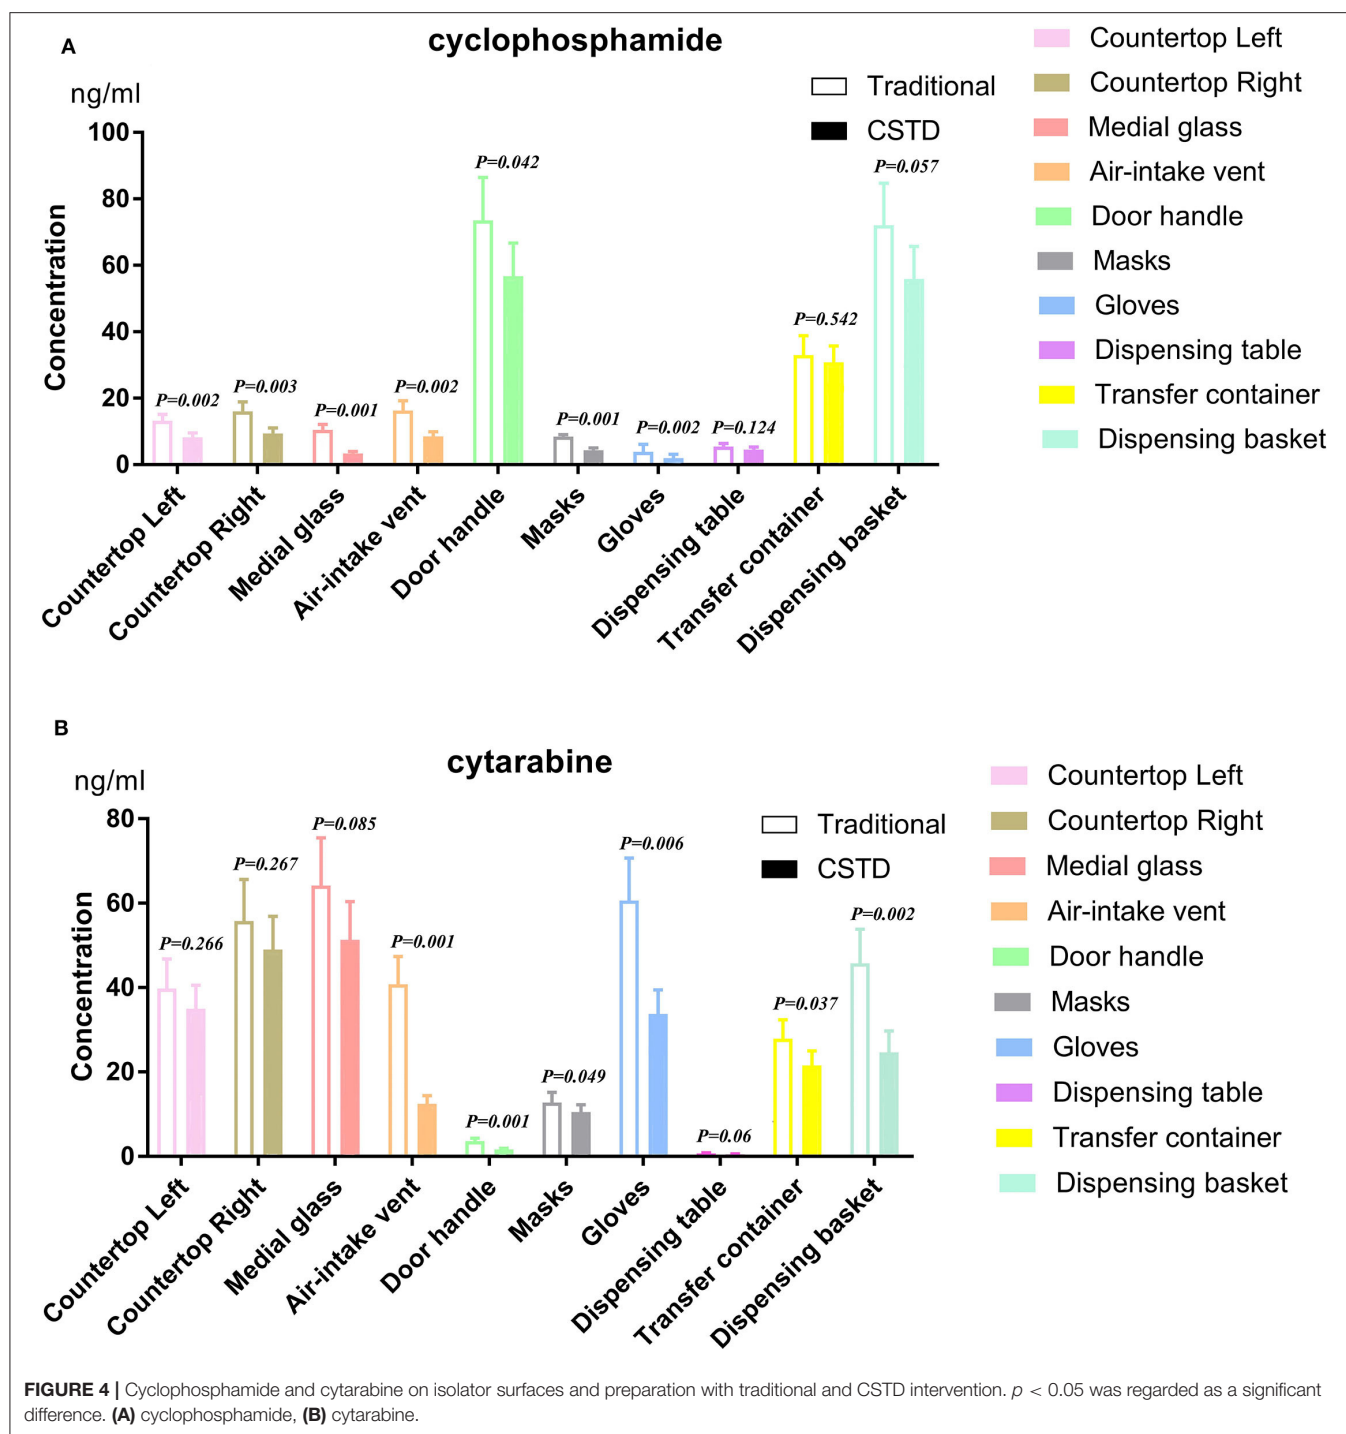 A
cyclophosphamide
ng/ml
Concentration
100
80
60
40
20
0
Traditional
CSTD
P=0.002
P=0.003
P=0.001
P=0.002
P=0.042
P=0.001
P=0.002
P=0.124
P=0.542
P=0.057
Countertop Left
Countertop Right
Medial glass
Air-intake vent
Door handle
Masks
Gloves
Dispensing table
Transfer container
Dispensing basket
Countertop Left
Countertop Right
Medial glass
Air-intake vent
Door handle
Masks
Gloves
Dispensing table
Transfer container
Dispensing basket
B
cytarabine
ng/ml
Concentration
80
60
40
20
0
Traditional
CSTD
P=0.266
P=0.267
P=0.085
P=0.001
P=0.001
P=0.049
P=0.006
P=0.06
P=0.037
P=0.002
Countertop Left
Countertop Right
Medial glass
Air-intake vent
Door handle
Masks
Gloves
Dispensing table
Transfer container
Dispensing basket
Countertop Left
Countertop Right
Medial glass
Air-intake vent
Door handle
Masks
Gloves
Dispensing table
Transfer container
Dispensing basket
FIGURE 4 | Cyclophosphamide and cytarabine on isolator surfaces and preparation with traditional and CSTD intervention. p < 0.05 was regarded as a significant
difference. (A) cyclophosphamide, (B) cytarabine.